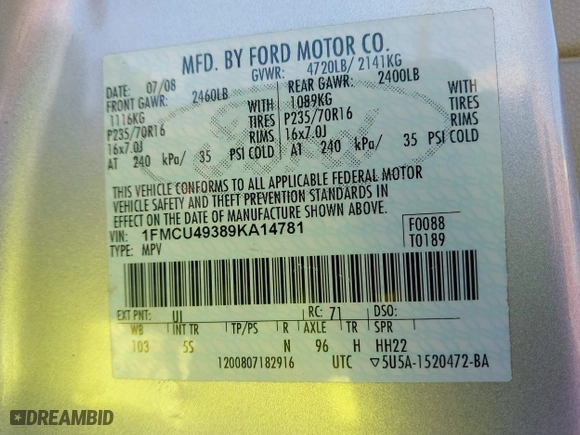 MFD. BY FORD MOTOR CO.
DATE: 07/08 GVWR: 4720LB/ 2141KG
FRONT GAWR: 2460LB REAR GAWR: 2400LB
1116KG WITH 1089KG WITH
P235/70R16 TIRES P235/70R16 TIRES
16x7.0J RIMS 16x7.0J RIMS
AT 240 kPa/ 35 PSI COLD AT 240 kPa/ 35 PSI COLD
THIS VEHICLE CONFORMS TO ALL APPLICABLE FEDERAL MOTOR
VEHICLE SAFETY AND THEFT PREVENTION STANDARDS IN
EFFECT ON THE DATE OF MANUFACTURE SHOWN ABOVE.
VIN: 1FMCU49389KA14781 F0088
TYPE: MPV T0189
EXT PNT: UI RC: 71 DSO:
WB INT TR TP/PS R AXLE TR SPR
103 5S N 96 H HH22
1200807182916 UTC ▽5U5A-1520472-BA
DREAMBID